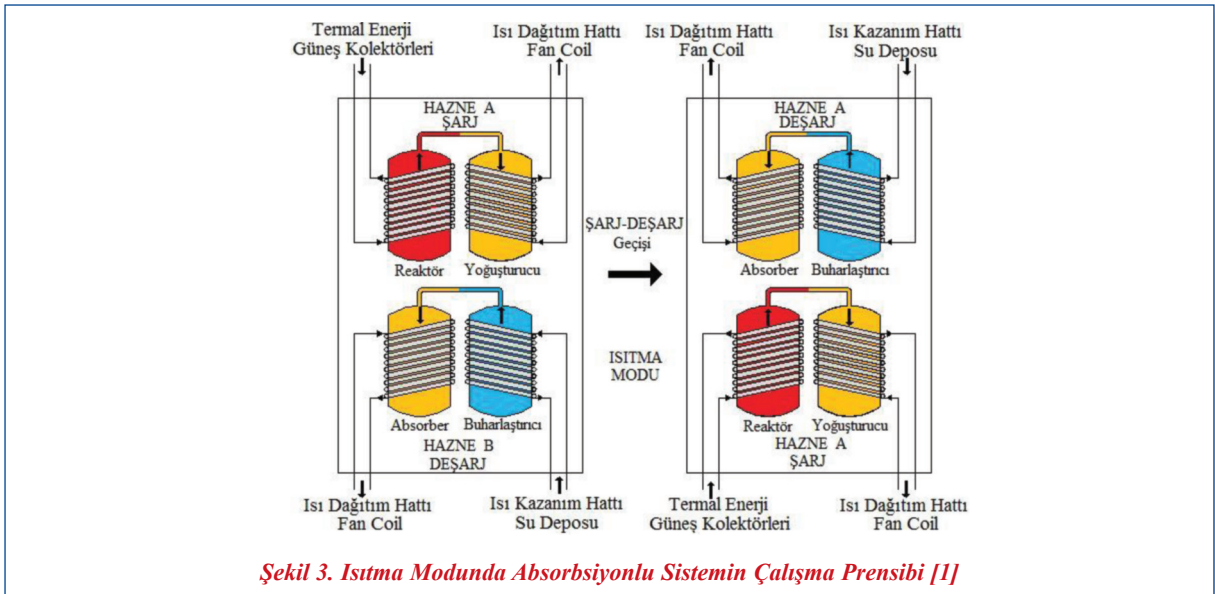 Termal Enerji
Güneş Kolektörleri
Isı Dağıtım Hattı
Fan Coil
HAZNE A
ŞARJ
Reaktör
Yoğuşturucu
Absorber
Buharlaştırıcı
HAZNE B
DEŞARJ
Isı Dağıtım Hattı
Fan Coil
Isı Kazanım Hattı
Su Deposu
ŞARJ-DEŞARJ
Geçişi
ISITMA
MODU
Isı Dağıtım Hattı
Fan Coil
Isı Kazanım Hattı
Su Deposu
HAZNE A
DEŞARJ
Absorber
Buharlaştırıcı
Reaktör
Yoğuşturucu
HAZNE A
ŞARJ
Termal Enerji
Güneş Kolektörleri
Isı Dağıtım Hattı
Fan Coil
Şekil 3. Isıtma Modunda Absorbsiyonlu Sistemin Çalışma Prensibi [1]